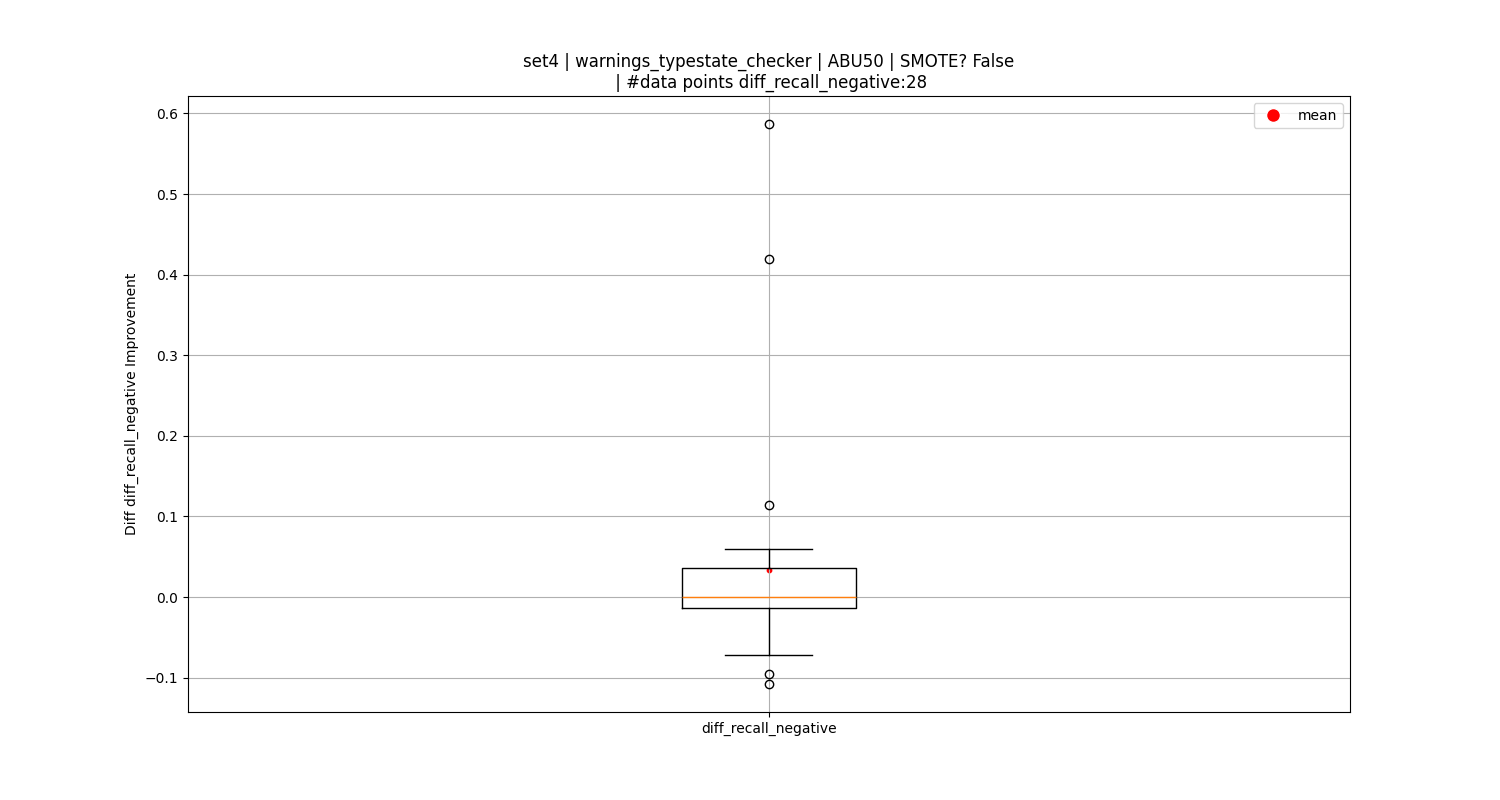 set4 | warnings_typestate_checker | ABU50 | SMOTE? False
| #data points diff_recall_negative:28
mean
0.6
0.5
0.4
0.3
0.2
0.1
0.0
−0.1
Diff diff_recall_negative Improvement
diff_recall_negative